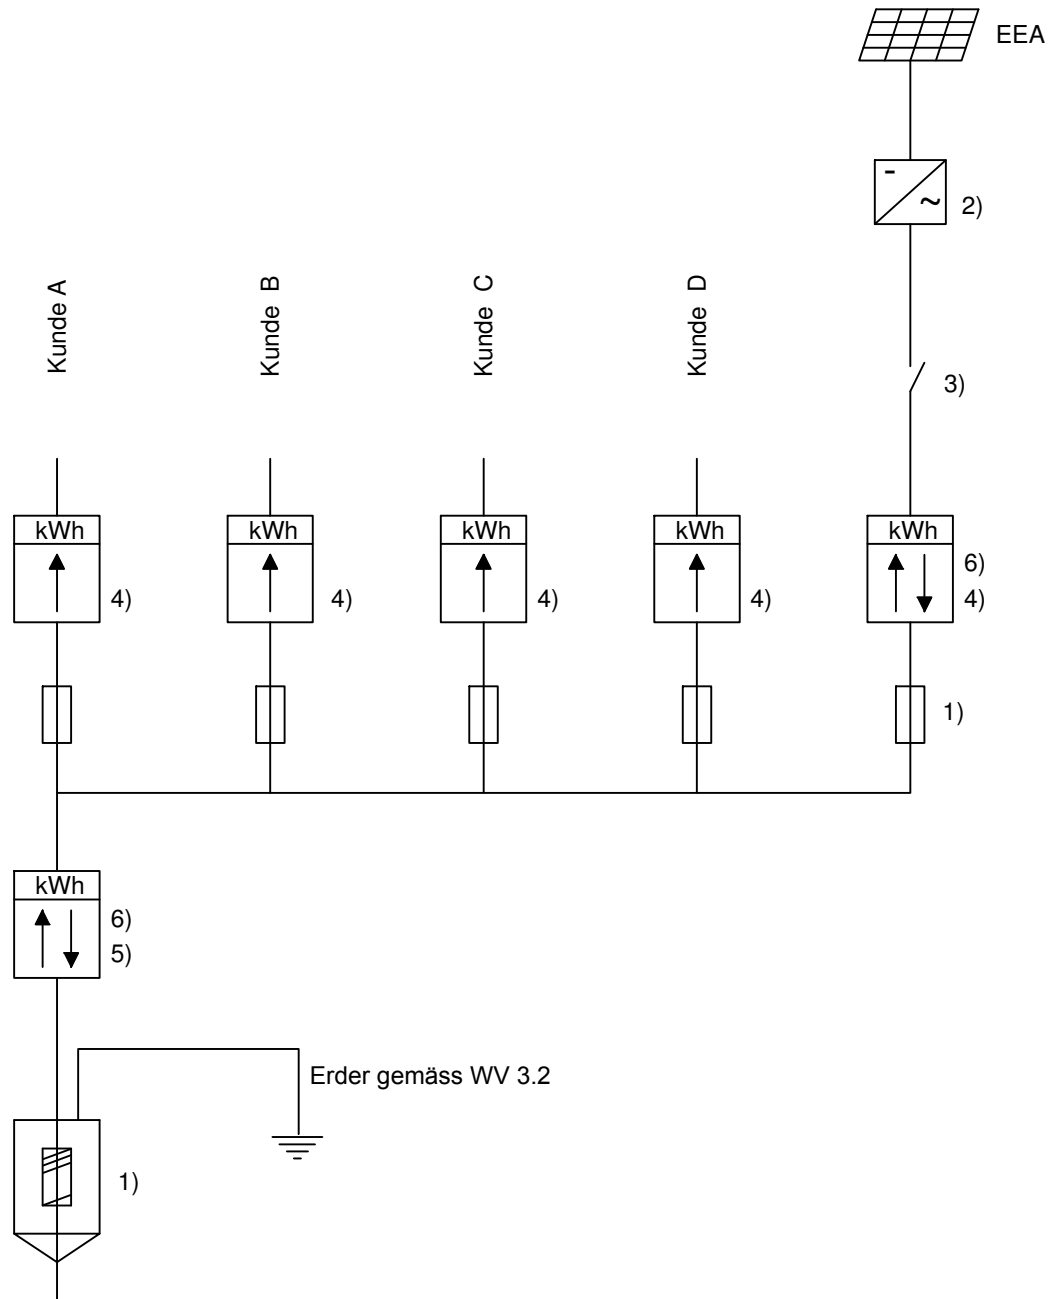 EEA
-
~
2)
Kunde A
Kunde B
Kunde C
Kunde D
3)
kWh
kWh
kWh
kWh
kWh
4)
4)
4)
4)
6)
4)
1)
kWh
6)
5)
Erder gemäss WV 3.2
1)